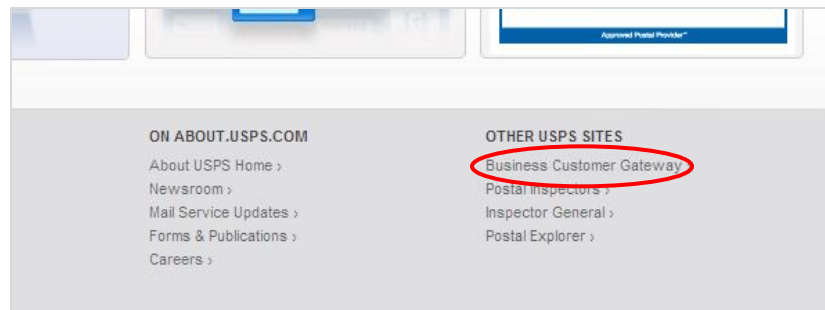 Approved Postal Provider™
ON ABOUT.USPS.COM
About USPS Home ›
Newsroom ›
Mail Service Updates ›
Forms & Publications ›
Careers ›
OTHER USPS SITES
Business Customer Gateway
Postal Inspectors ›
Inspector General ›
Postal Explorer ›